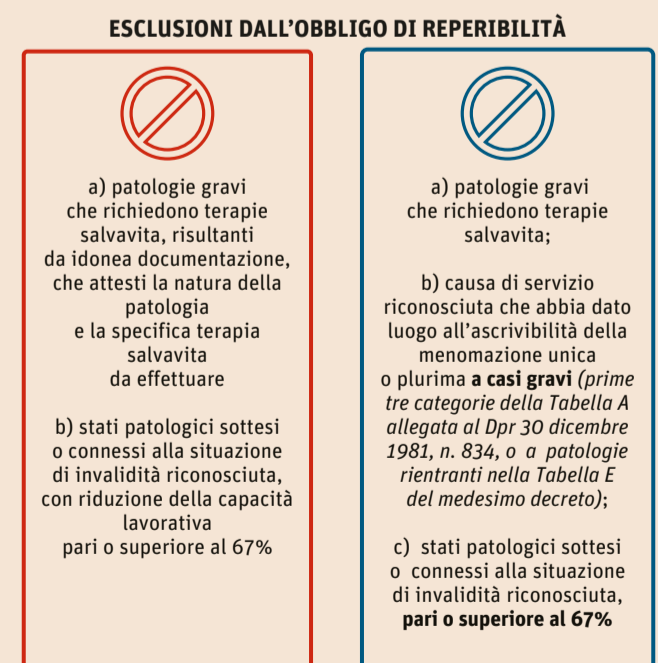 ESCLUSIONI DALL'OBBLIGO DI REPERIBILITÀ
a) patologie gravi
che richiedono terapie
salvavita, risultanti
da idonea documentazione,
che attesti la natura della
patologia
e la specifica terapia
salvavita
da effettuare
b) stati patologici sottesi
o connessi alla situazione
di invalidità riconosciuta,
con riduzione della capacità
lavorativa
pari o superiore al 67%
a) patologie gravi
che richiedono terapie
salvavita;
b) causa di servizio
riconosciuta che abbia dato
luogo all'ascrivibilità della
menomazione unica
o plurima a casi gravi (prime
tre categorie della Tabella A
allegata al Dpr 30 dicembre
1981, n. 834, o a patologie
rientranti nella Tabella E
del medesimo decreto);
c) stati patologici sottesi
o connessi alla situazione
di invalidità riconosciuta,
pari o superiore al 67%